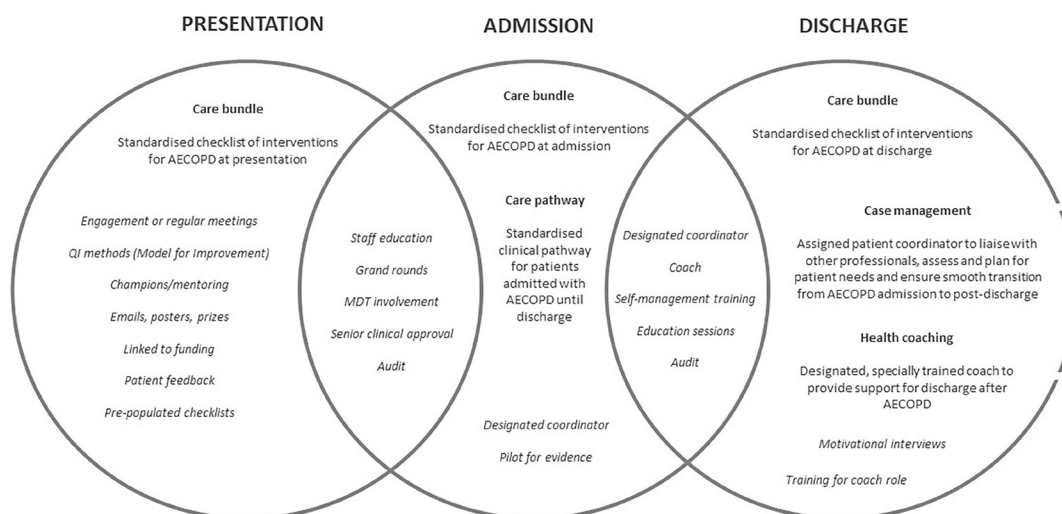 PRESENTATION
ADMISSION
DISCHARGE
Care bundle
Standardised checklist of interventions
for AECOPD at presentation
Engagement or regular meetings
QI methods (Model for Improvement)
Champions/mentoring
Emails, posters, prizes
Linked to funding
Patient feedback
Pre-populated checklists
Staff education
Grand rounds
MDT involvement
Senior clinical approval
Audit
Care bundle
Standardised checklist of interventions
for AECOPD at admission
Care pathway
Standardised
clinical pathway
for patients
admitted with
AECOPD until
discharge
Designated coordinator
Pilot for evidence
Designated coordinator
Coach
Self-management training
Education sessions
Audit
Care bundle
Standardised checklist of interventions
for AECOPD at discharge
Case management
Assigned patient coordinator to liaise with
other professionals, assess and plan for
patient needs and ensure smooth transition
from AECOPD admission to post-discharge
Health coaching
Designated, specially trained coach to
provide support for discharge after
AECOPD
Motivational interviews
Training for coach role